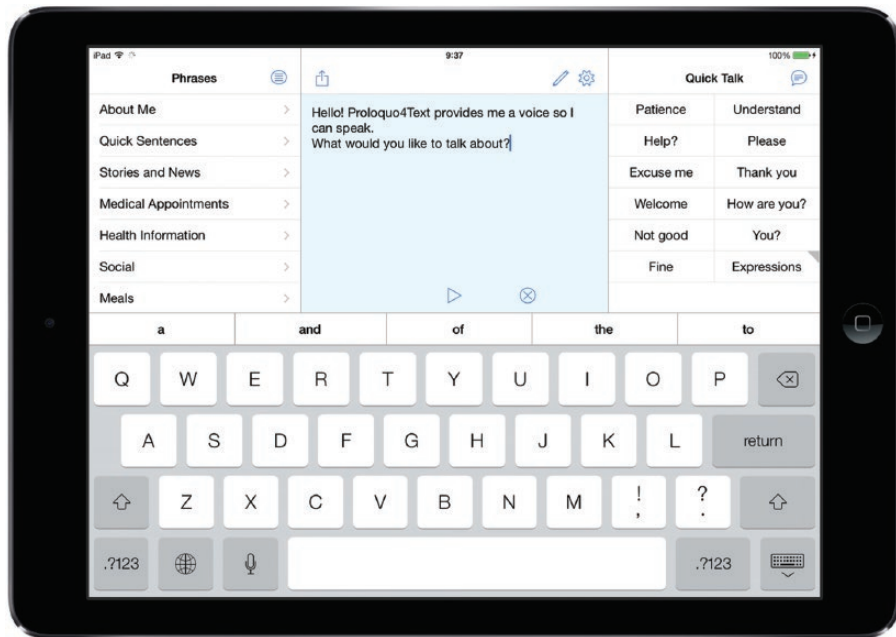 iPad
9:37
100%
Phrases
Quick Talk
About Me
Quick Sentences
Stories and News
Medical Appointments
Health Information
Social
Meals
Hello! Proloquo4Text provides me a voice so I
can speak.
What would you like to talk about?
Patience Understand
Help? Please
Excuse me Thank you
Welcome How are you?
Not good You?
Fine Expressions
a and of the to
Q W E R T Y U I O P
A S D F G H J K L return
Z X C V B N M ! , ? .
.?123 .?123